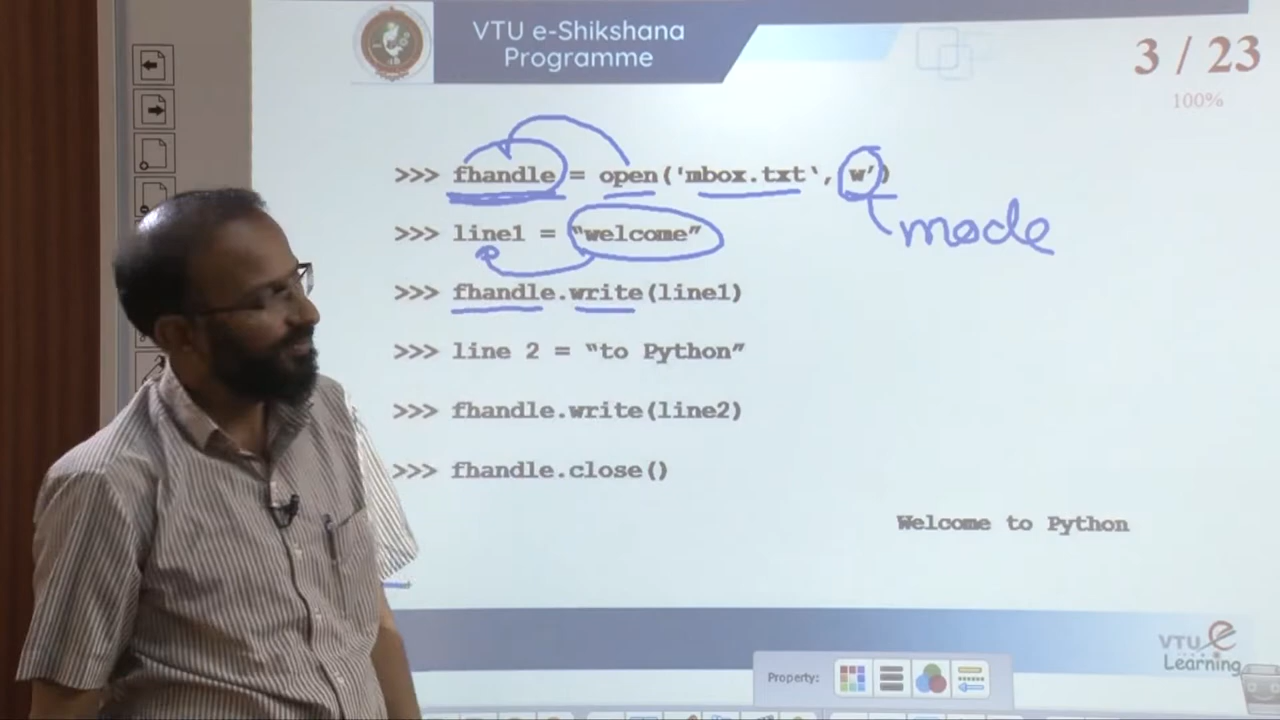 VTU e-Shikshana
Programme
3 / 23
100%
>>> fhandle = open('mbox.txt‵, w’)
mode
>>> line1 = “welcome”
>>> fhandle.write(line1)
>>> line 2 = “to Python”
>>> fhandle.write(line2)
>>> fhandle.close()
Welcome to Python
VTU e
Learning
Property: